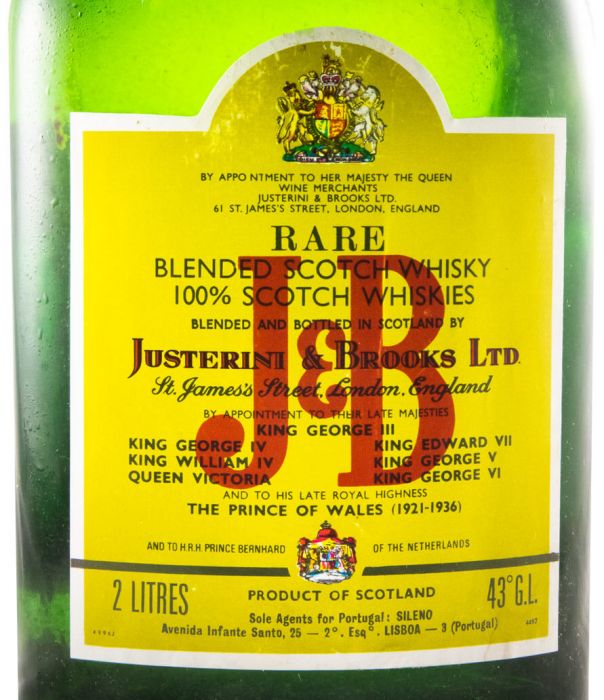 BY APPOINTMENT TO HER MAJESTY THE QUEEN
WINE MERCHANTS
JUSTERINI & BROOKS LTD.
61 ST. JAMES'S STREET, LONDON, ENGLAND
RARE
BLENDED SCOTCH WHISKY
100% SCOTCH WHISKIES
J&B
BLENDED AND BOTTLED IN SCOTLAND BY
JUSTERINI & BROOKS LTD.
St. James's Street, London, England
BY APPOINTMENT TO THEIR LATE MAJESTIES
KING GEORGE III
KING GEORGE IV KING EDWARD VII
KING WILLIAM IV KING GEORGE V
QUEEN VICTORIA KING GEORGE VI
AND TO HIS LATE ROYAL HIGHNESS
THE PRINCE OF WALES (1921-1936)
AND TO H.R.H. PRINCE BERNHARD OF THE NETHERLANDS
2 LITRES PRODUCT OF SCOTLAND 43° G.L.
Sole Agents for Portugal: SILENO
Avenida Infante Santo, 25 — 2°. Esq°. LISBOA — 3 (Portugal)